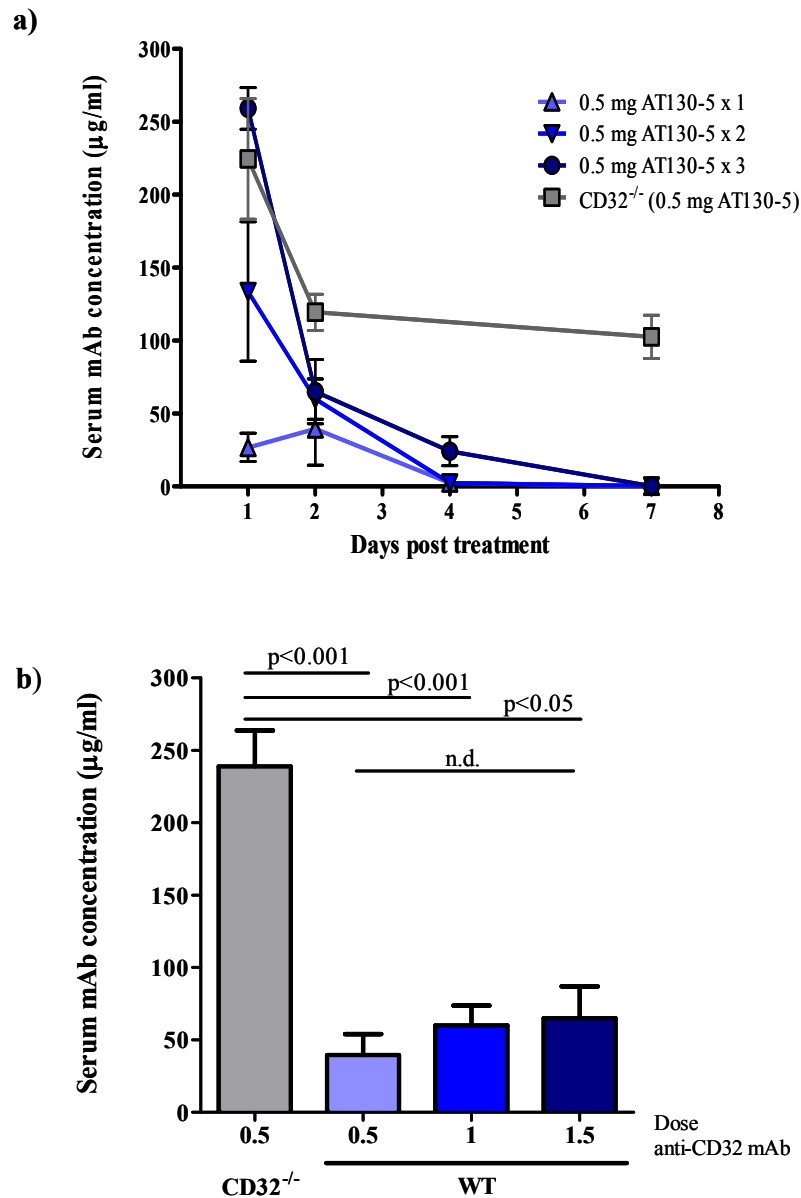 a)
Serum mAb concentration (µg/ml)
300
250
200
150
100
50
0
1
2
3
4
5
6
7
8
Days post treatment
0.5 mg AT130-5 x 1
0.5 mg AT130-5 x 2
0.5 mg AT130-5 x 3
CD32-/- (0.5 mg AT130-5)
b)
Serum mAb concentration (µg/ml)
300
250
200
150
100
50
0
p<0.001
p<0.001
p<0.05
n.d.
0.5
0.5
1
1.5
Dose
anti-CD32 mAb
CD32-/-
WT